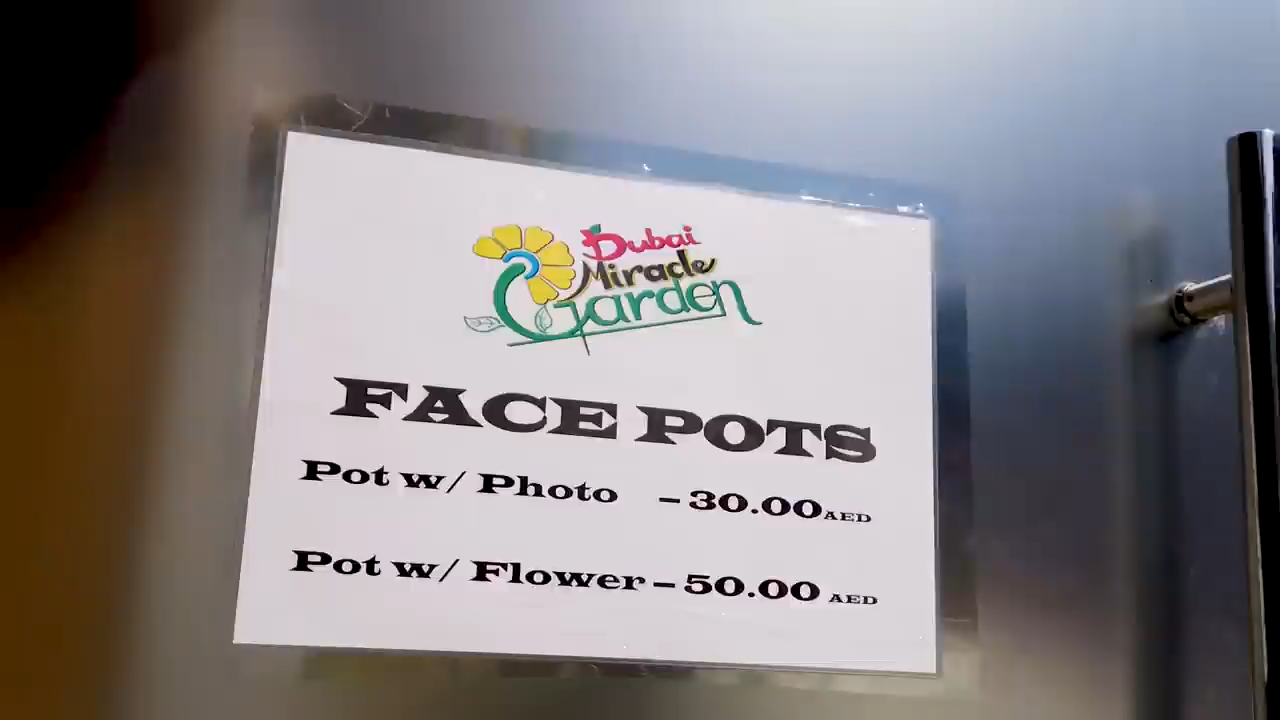 Dubai
Miracle
Garden
FACE POTS
Pot w/ Photo -30.00AED
Pot w/ Flower-50.00 AED